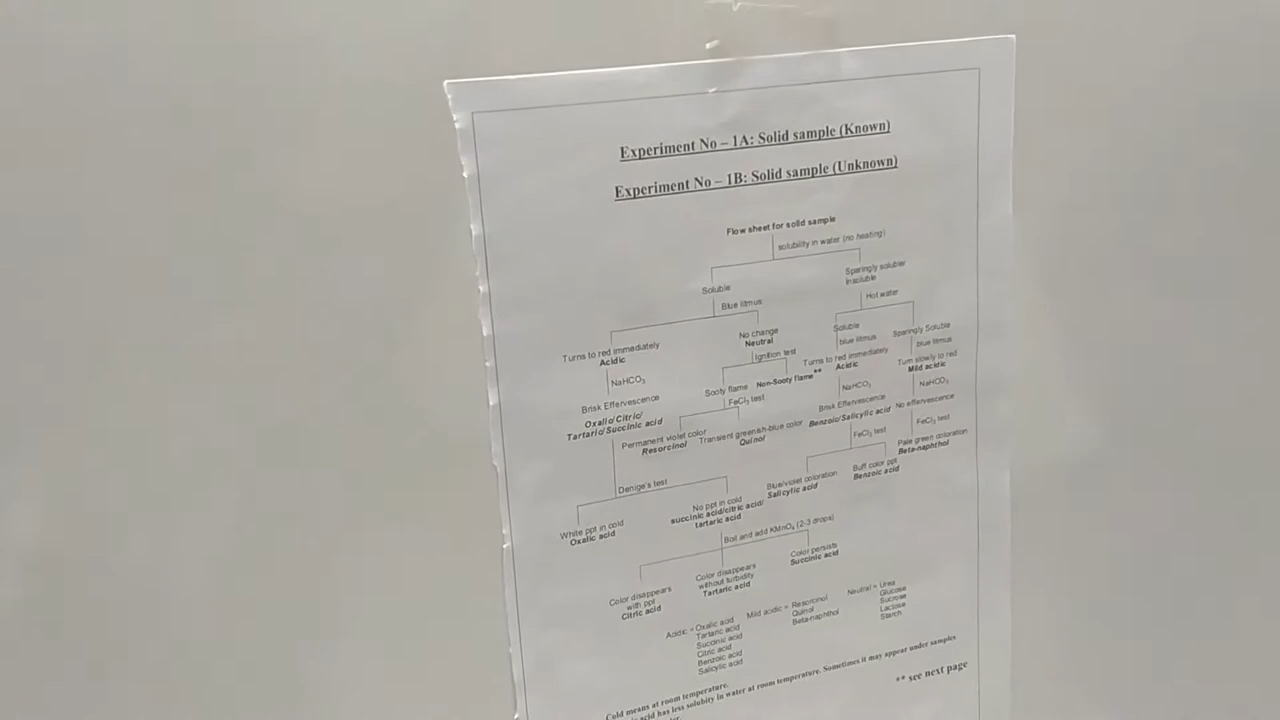 Experiment No – 1A: Solid sample (Known)
Experiment No – 1B: Solid sample (Unknown)
Flow sheet for solid sample
solubility in water (no heating)
Soluble
Sparingly soluble/
Insoluble
Blue litmus
Hot water
Turns to red immediately
Acidic
No change
Neutral
Soluble
blue litmus
Sparingly Soluble
blue litmus
NaHCO3
Ignition test
Turns to red immediately
Acidic
Turn slowly to red
Mild acidic
Brisk Effervescence
Oxalic/Citric/
Tartaric/Succinic acid
Sooty flame
Non-Sooty flame**
FeCl3 test
NaHCO3
NaHCO3
Brisk Effervescence
Benzoic/Salicylic acid
No effervescence
Permanent violet color
Resorcinol
Transient greenish-blue color
Quinol
FeCl3 test
FeCl3 test
Pale green coloration
Beta-naphthol
Blue/violet coloration
Salicylic acid
Buff color ppt
Benzoic acid
Denige's test
White ppt in cold
Oxalic acid
No ppt in cold
succinic acid/citric acid/
tartaric acid
Boil and add KMnO4 (2-3 drops)
Color disappears
with ppt
Citric acid
Color disappears
without turbidity
Tartaric acid
Color persists
Succinic acid
Acidic = Oxalic acid
Tartaric acid
Succinic acid
Citric acid
Benzoic acid
Salicylic acid
Mild acidic = Resorcinol
Quinol
Beta-naphthol
Neutral = Urea
Glucose
Sucrose
Lactose
Starch
Cold means at room temperature.
acid has less solubity in water at room temperature. Sometimes it may appear under samples
** see next page